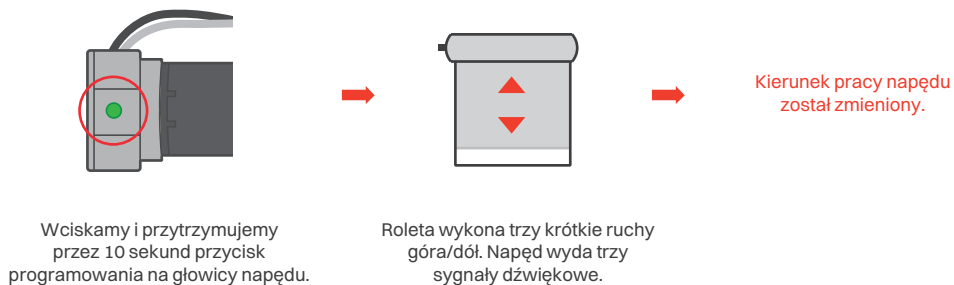 Kierunek pracy napędu
został zmieniony.
Wciskamy i przytrzymujemy
przez 10 sekund przycisk
programowania na głowicy napędu.
Roleta wykona trzy krótkie ruchy
góra/dół. Napęd wyda trzy
sygnały dźwiękowe.